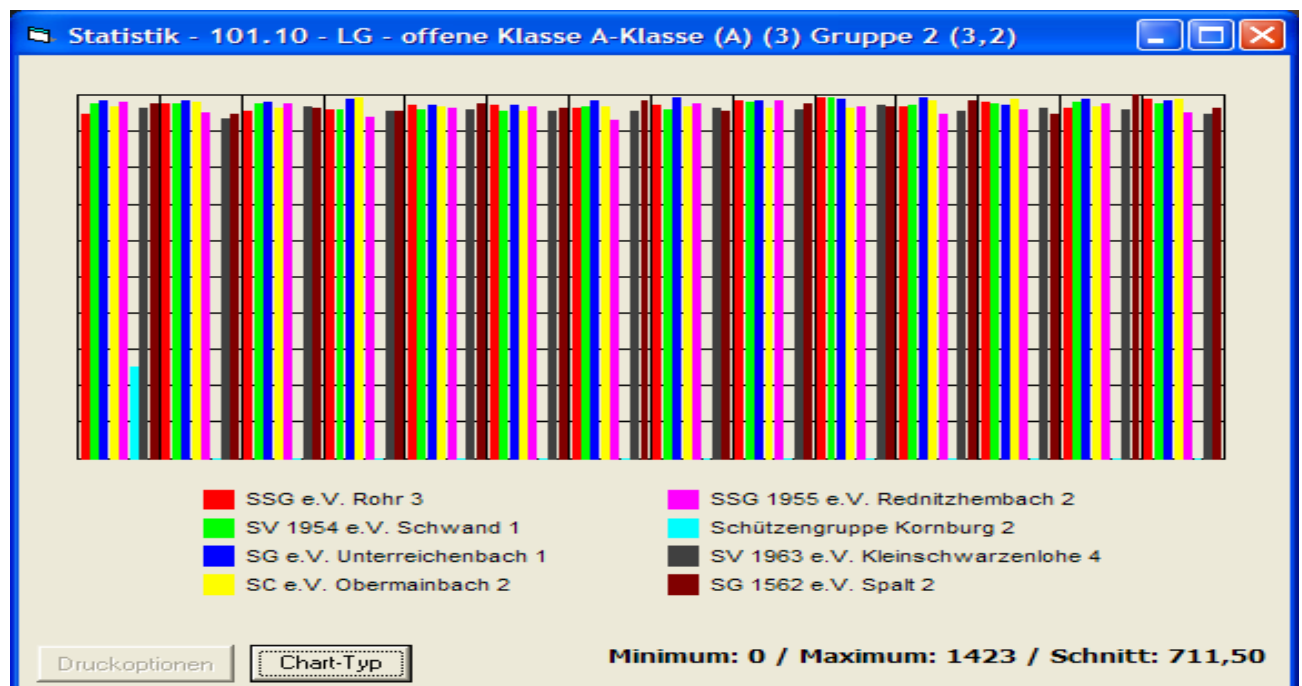 Statistik - 101.10 - LG - offene Klasse A-Klasse (A) (3) Gruppe 2 (3,2)
SSG e.V. Rohr 3
SV 1954 e.V. Schwand 1
SG e.V. Unterreichenbach 1
SC e.V. Obermainbach 2
SSG 1955 e.V. Rednitzhembach 2
Schützengruppe Kornburg 2
SV 1963 e.V. Kleinschwarzenlohe 4
SG 1562 e.V. Spalt 2
Druckoptionen
Chart-Typ
Minimum: 0 / Maximum: 1423 / Schnitt: 711,50